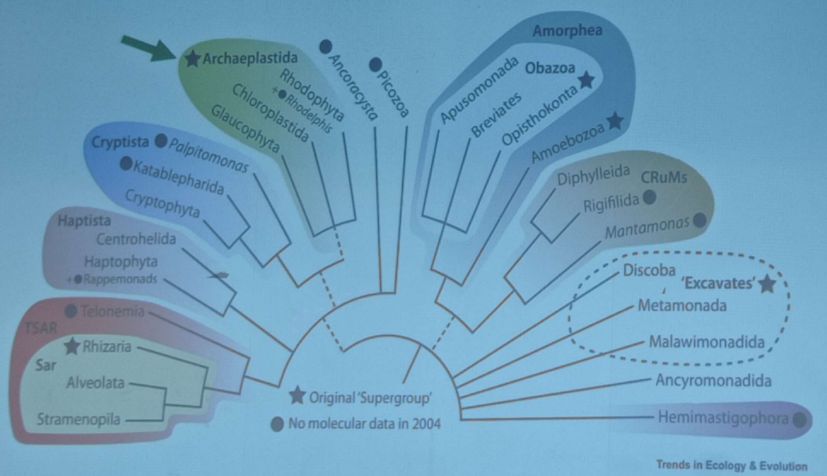 Archaeplastida
Rhodophyta
+ Rhodelphis
Chloroplastida
Glaucophyta
Ancoracysta
Picozoa
Amorphea
Obazoa
Apusomonada
Breviates
Opisthokonta
Amoebozoa
Cryptista
Palpitomonas
Katablepharida
Cryptophyta
Diphylleida
CRuMs
Rigifilida
Mantamonas
Haptista
Centrohelida
Haptophyta
+ Rappemonads
Discoba
'Excavates'
Metamonada
Malawimonadida
Ancyromonadida
Hemimastigophora
TSAR
Telonemia
Sar
Rhizaria
Alveolata
Stramenopila
Original 'Supergroup'
No molecular data in 2004
Trends in Ecology & Evolution